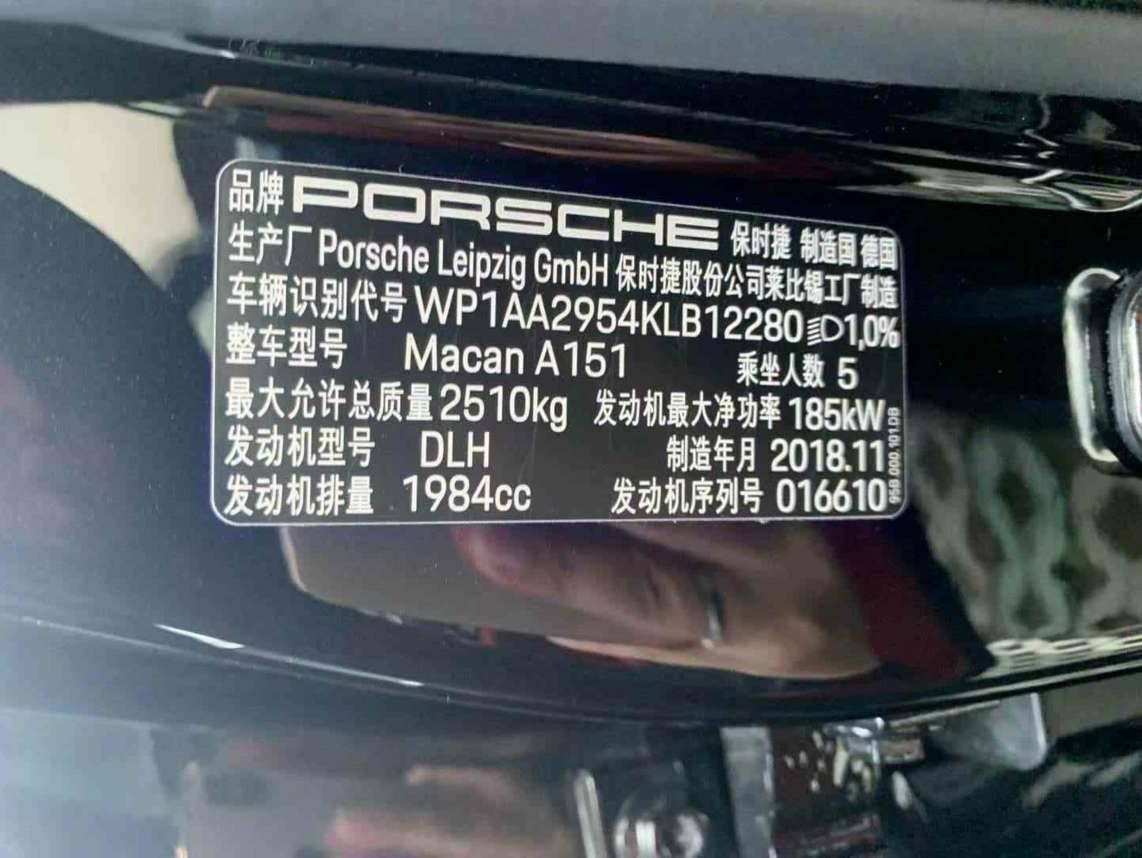 品牌 PORSCHE 保时捷 制造国 德国
生产厂 Porsche Leipzig GmbH 保时捷股份公司莱比锡工厂制造
车辆识别代号 WP1AA2954KLB12280 1,0%
整车型号 Macan A151 乘坐人数 5
最大允许总质量 2510kg 发动机最大净功率 185kW
发动机型号 DLH 制造年月 2018.11
发动机排量 1984cc 发动机序列号 016610
95B.000.101.DB